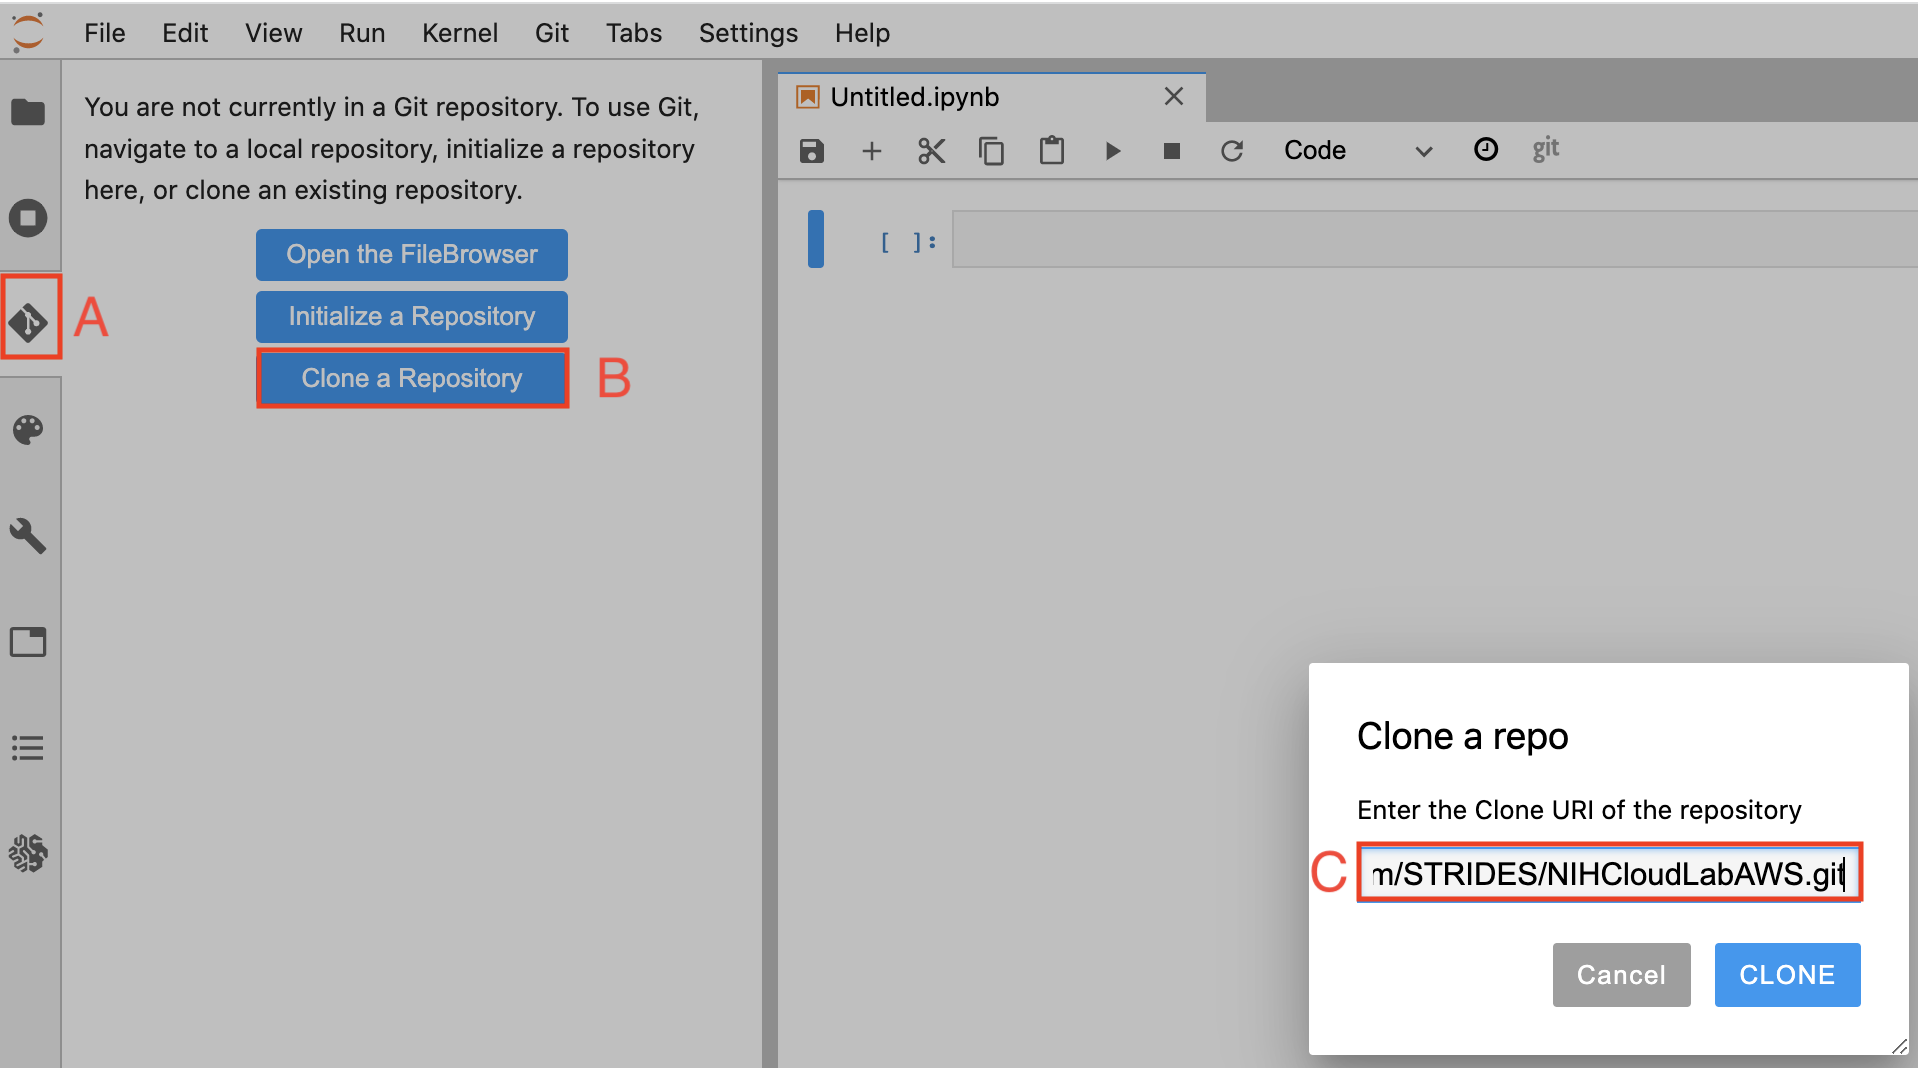 File Edit View Run Kernel Git Tabs Settings Help
You are not currently in a Git repository. To use Git,
navigate to a local repository, initialize a repository
here, or clone an existing repository.
Open the FileBrowser
Initialize a Repository
A
Clone a Repository B
Untitled.ipynb
Code git
[ ]:
Clone a repo
Enter the Clone URI of the repository
C m/STRIDES/NIHCloudLabAWS.git
Cancel CLONE